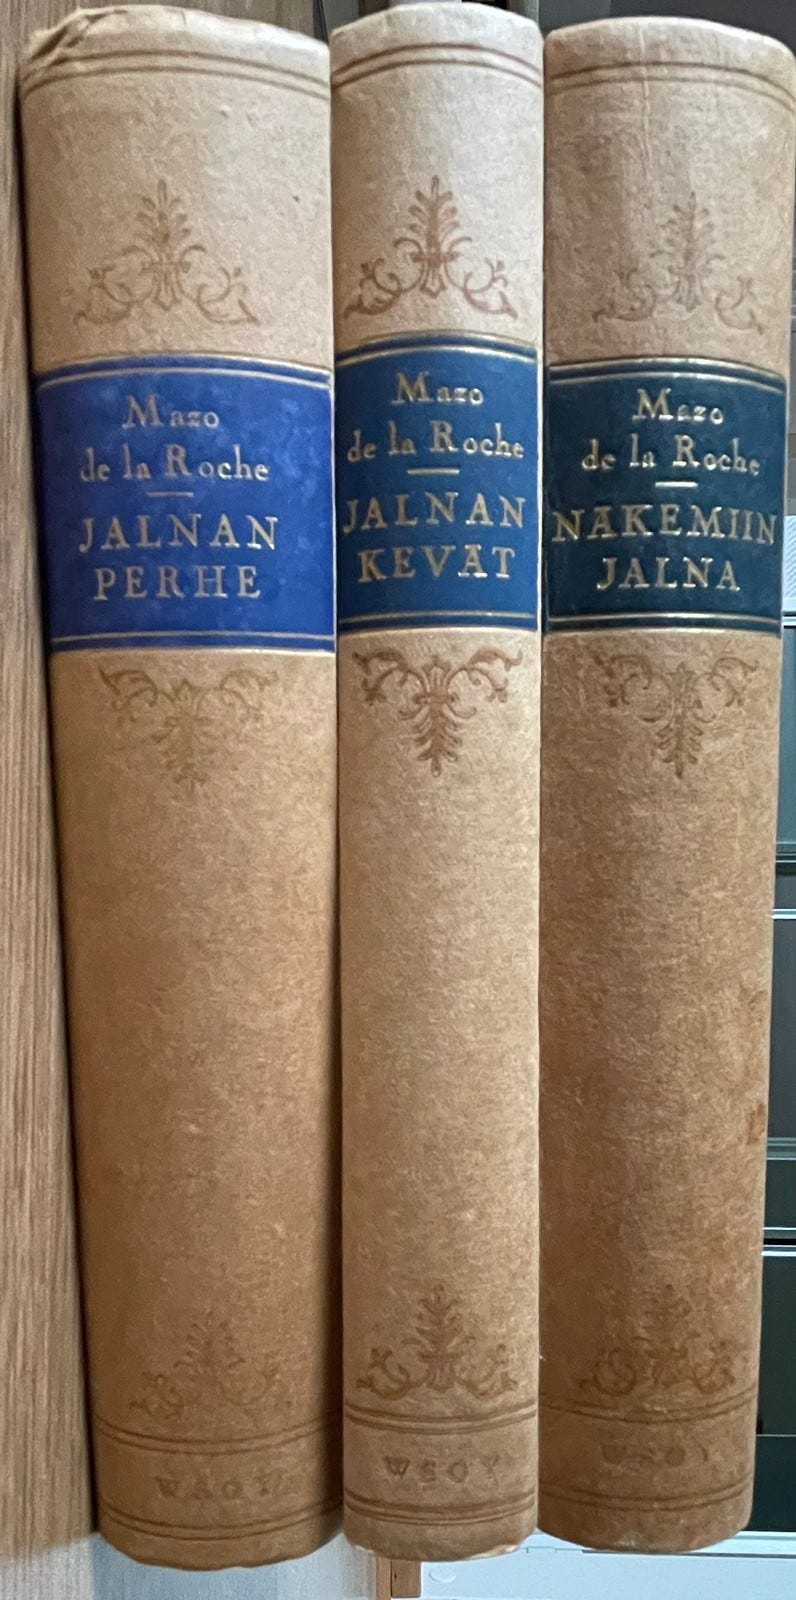 Mazo
de la Roche
JALNAN
PERHE
WSOY
Mazo
de la Roche
JALNAN
KEVÄT
WSOY
Mazo
de la Roche
NÄKEMIIN
JALNA
WSOY